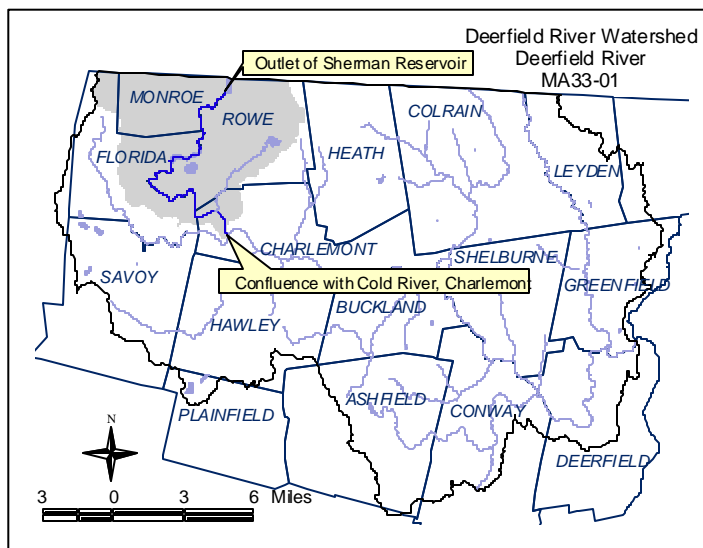 Deerfield River Watershed
Deerfield River
MA33-01
Outlet of Sherman Reservoir
MONROE
ROWE
COLRAIN
FLORIDA
HEATH
LEYDEN
CHARLEMONT
SHELBURNE
SAVOY
GREENFIELD
Confluence with Cold River, Charlemont
BUCKLAND
HAWLEY
ASHFIELD
PLAINFIELD
CONWAY
DEERFIELD
N
3 0 3 6 Miles